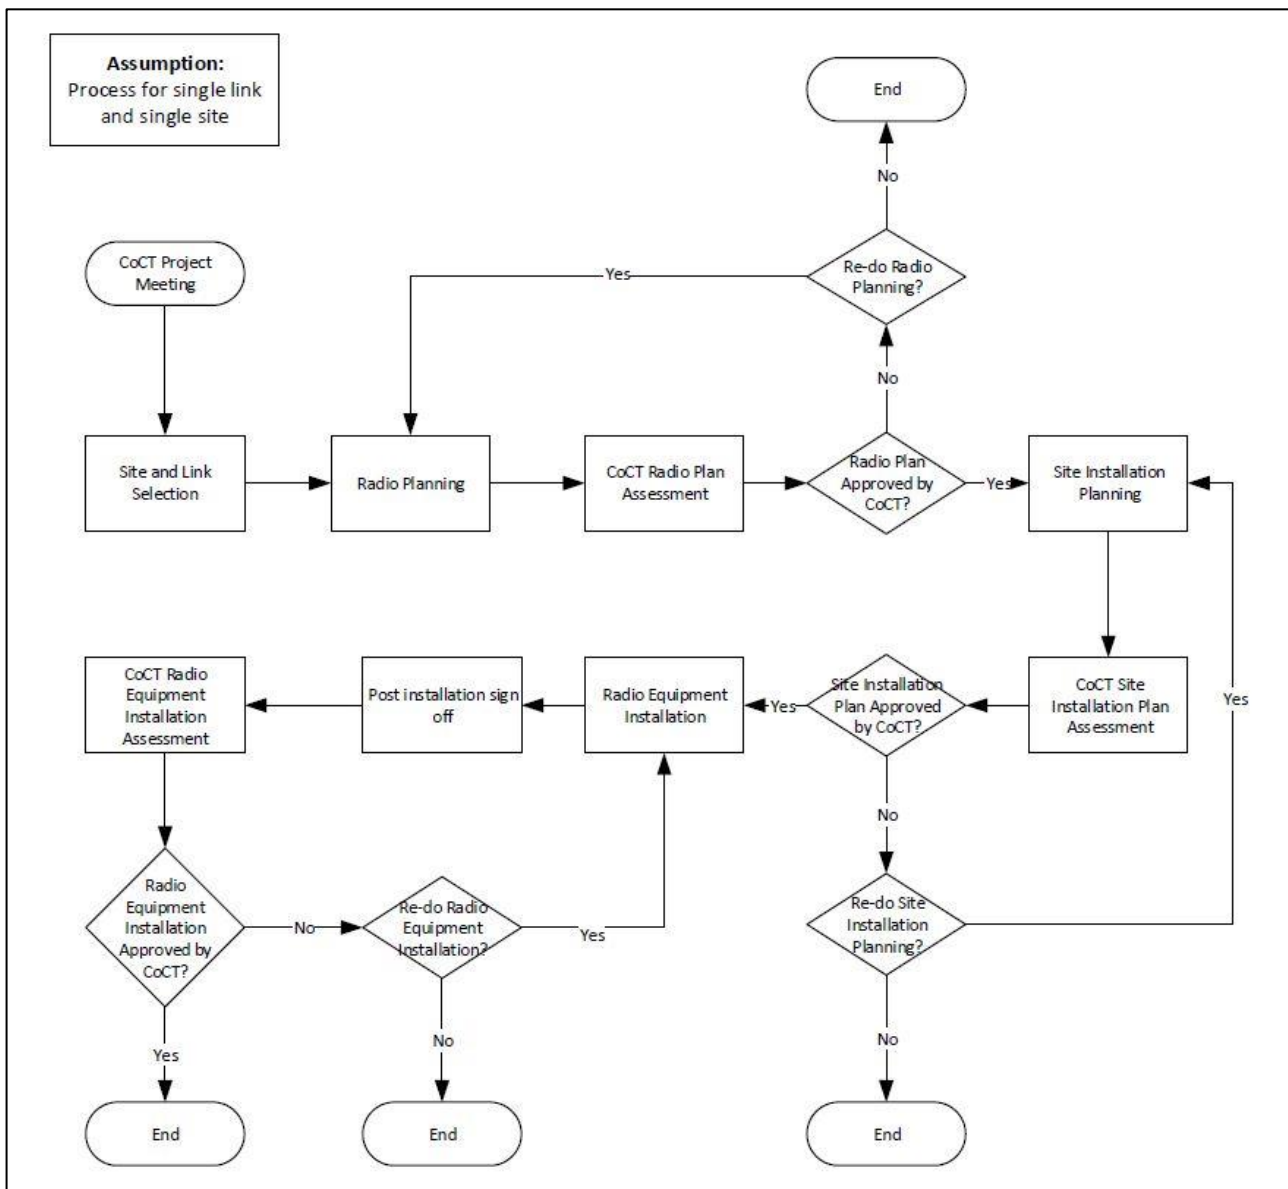 Assumption:
Process for single link
and single site
End
No
CoCT Project
Meeting
Yes
Re-do Radio
Planning?
No
Site and Link
Selection
Radio Planning
CoCT Radio Plan
Assessment
Radio Plan
Approved by
CoCT?
Yes
Site Installation
Planning
CoCT Radio
Equipment
Installation
Assessment
Post installation sign
off
Radio Equipment
Installation
Yes
Site Installation
Plan Approved
by CoCT?
CoCT Site
Installation Plan
Assessment
Yes
No
Radio
Equipment
Installation
Approved by
CoCT?
No
Re-do Radio
Equipment
Installation?
Yes
Re-do Site
Installation
Planning?
Yes
No
No
End
End
End